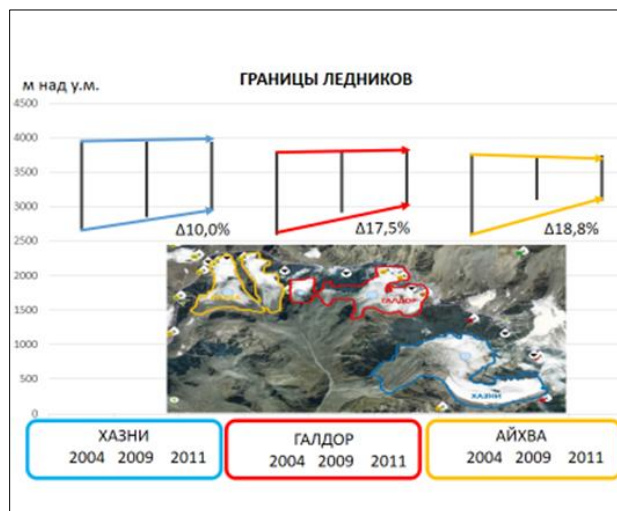 ГРАНИЦЫ ЛЕДНИКОВ
м над у.м.
4500
4000
3500
3000
2500
2000
1500
1000
500
0
Δ10,0%
Δ17,5%
Δ18,8%
ГАЛДОР
ХАЗНИ
ХАЗНИ
2004 2009 2011
ГАЛДОР
2004 2009 2011
АЙХВА
2004 2009 2011